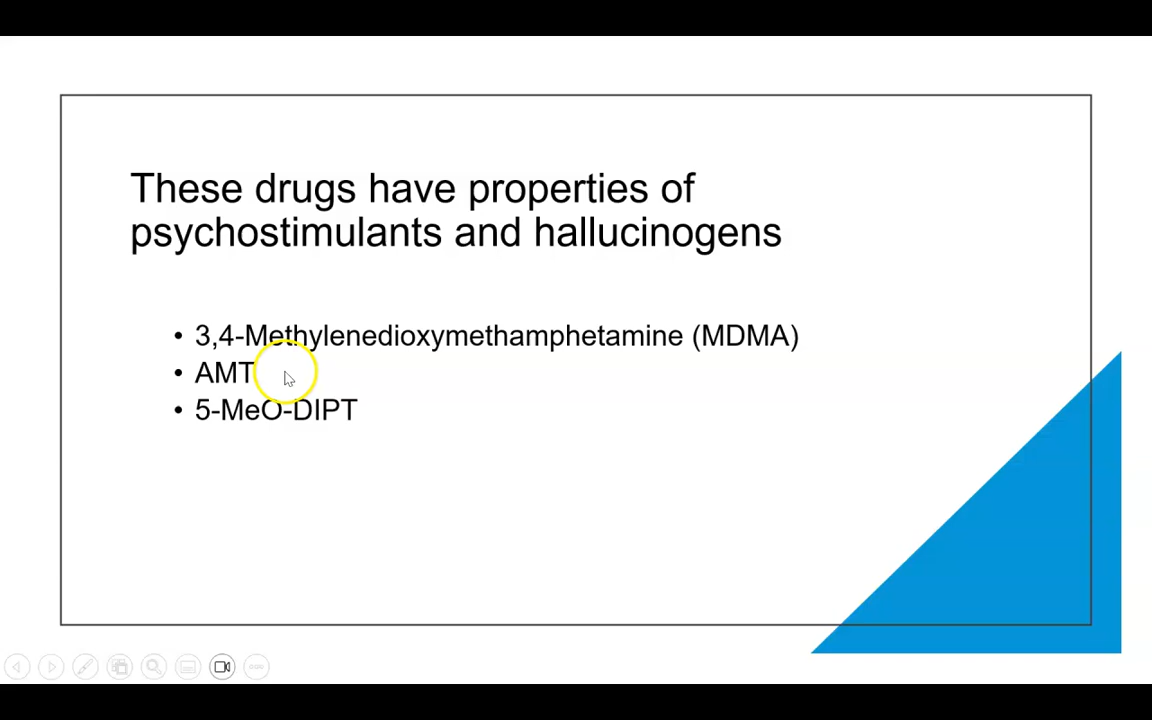 These drugs have properties of
psychostimulants and hallucinogens
• 3,4-Methylenedioxymethamphetamine (MDMA)
• AMT
• 5-MeO-DIPT